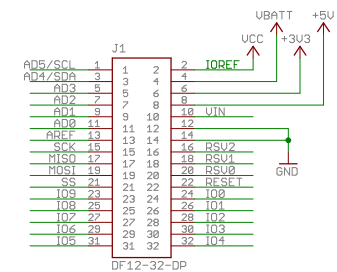 VBATT +5V
VCC +3V3
J1
AD5/SCL 1 1 2 2 IOREF
AD4/SDA 3 3 4 4
AD3 5 5 6 6
AD2 7 7 8 8
AD1 9 9 10 10 VIN
AD0 11 11 12 12
AREF 13 13 14 14
SCK 15 15 16 16 RSV2
MISO 17 17 18 18 RSV1
MOSI 19 19 20 20 RSV0
SS 21 21 22 22 RESET
IO9 23 23 24 24 IO0
IO8 25 25 26 26 IO1
IO7 27 27 28 28 IO2
IO6 29 29 30 30 IO3
IO5 31 31 32 32 IO4
GND
DF12-32-DP